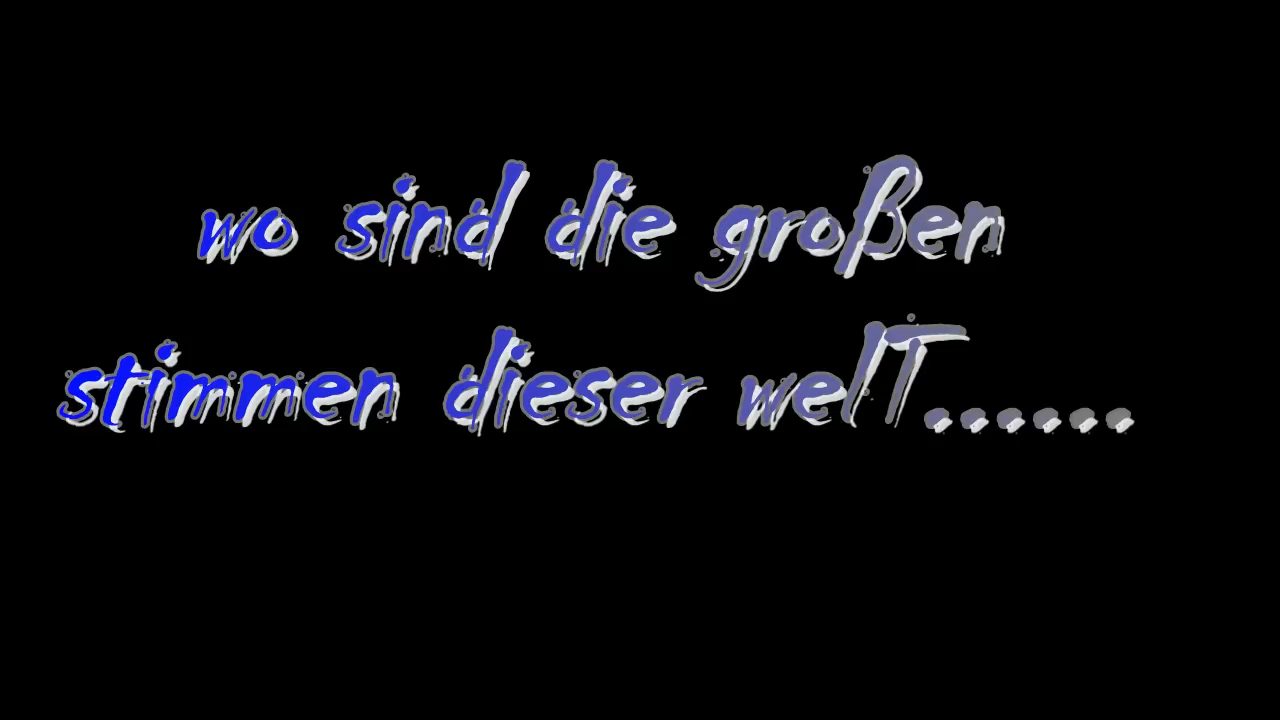 wo sind die großen
stimmen dieser welT......